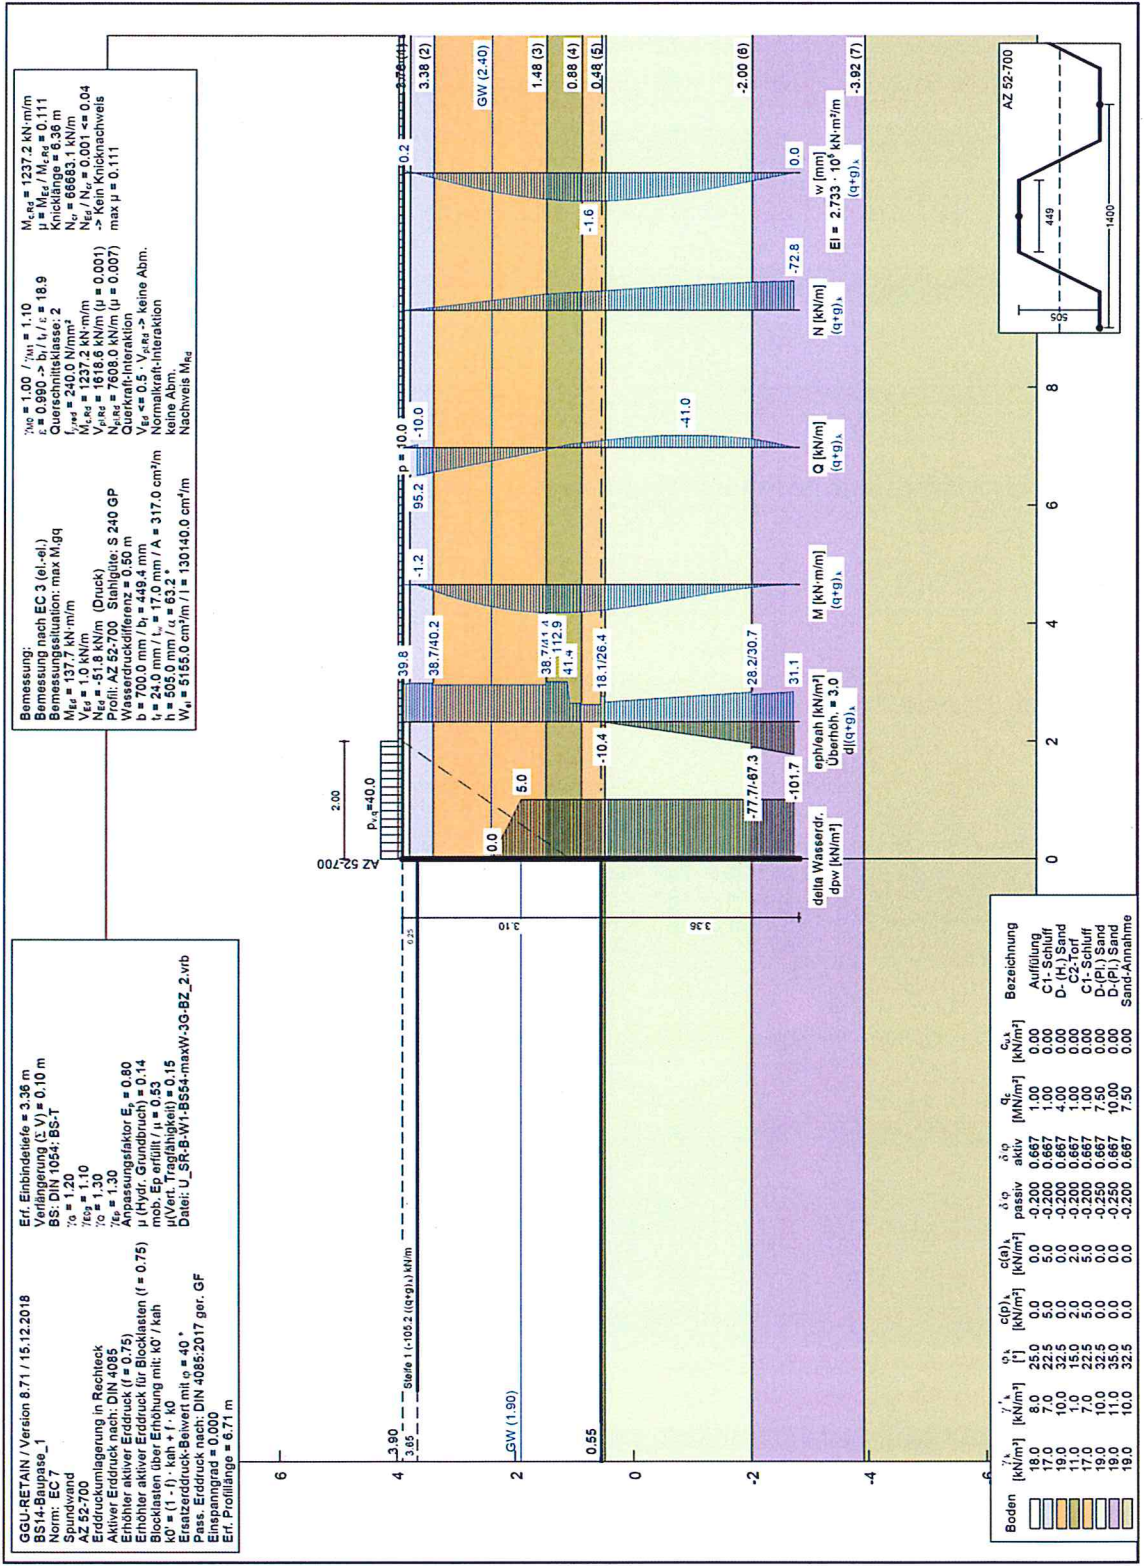 GGU-RETAIN / Version 8.71 / 15.12.2018
BS14-Baupase_1
Norm: EC 7
Spundwand
AZ 52-700
Erddruckumlagerung in Rechteck
Aktiver Erddruck nach: DIN 4085
Erhöhter aktiver Erddruck (f = 0.75)
Erhöhter aktiver Erddruck für Blocklasten (f = 0.75)
Blocklasten über Erhöhung mit: k0' / kah
k0' = (1 - f) · kah + f · k0
Ersatzerddruck-Beiwert mit φ = 40 °
Pass. Erddruck nach: DIN 4085:2017 ger. GF
Einspanngrad = 0.000
Erf. Profillänge = 6.71 m
Erf. Einbindetiefe = 3.36 m
Verlängerung (Σ V) = 0.10 m
BS: DIN 1054: BS-T
γG = 1.20
γE0g = 1.10
γQ = 1.30
γEp = 1.30
Anpassungsfaktor Ep = 0.80
μ (Hydr. Grundbruch) = 0.14
mob. Ep erfüllt / μ = 0.53
μ(Vert. Tragfähigkeit) = 0.15
Datei: U_SR-B-W1-BS54-maxW-3G-BZ_2.vrb
Bemessung:
Bemessung nach EC 3 (el.-el.)
Bemessungssituation: max M,gq
MEd = 137.7 kN·m/m
VEd = 1.0 kN/m
NEd = -51.8 kN/m (Druck)
Profil: AZ 52-700 Stahlgüte: S 240 GP
Wasserdruckdifferenz = 0.50 m
b = 700.0 mm / bf = 449.4 mm
tf = 24.0 mm / tw = 17.0 mm / A = 317.0 cm²/m
h = 505.0 mm / α = 63.2 °
Wel = 5155.0 cm³/m / I = 130140.0 cm⁴/m
γM0 = 1.00 / γM1 = 1.10
ε = 0.990 -> bf / tf / ε = 18.9
Querschnittsklasse: 2
fy,red = 240.0 N/mm²
Mc,Rd = 1237.2 kN·m/m
Vpl,Rd = 1618.6 kN/m (μ = 0.001)
Npl,Rd = 7608.0 kN/m (μ = 0.007)
Querkraft-Interaktion
VEd <= 0.5 · Vpl,Rd -> keine Abm.
Normalkraft-Interaktion
keine Abm.
Nachweis MRd
Mc,Rd = 1237.2 kN·m/m
μ = MEd / Mc,Rd = 0.111
Knicklänge = 6.36 m
Ncr = 66683.1 kN/m
NEd / Ncr = 0.001 <= 0.04
-> Kein Knicknachweis
max μ = 0.111
2.00
pv,q=40.0
AZ 52-700
p = 10.0
3.90
3.65
0.25
Steife 1 (-105.2 ((q+g)k) kN/m
GW (1.90)
0.55
3.10
3.36
0.0
5.0
delta Wasserdr.
dpw [kN/m²]
39.8
38.7/40.2
38.7/41.4
112.9
41.4
18.1/26.4
28.2/30.7
31.1
-10.4
-77.7/-67.3
-101.7
eph/eah [kN/m²]
Überhöh. = 3.0
d|(q+g)k
-1.2
M [kN·m/m]
(q+g)k
95.2
-10.0
-41.0
Q [kN/m]
(q+g)k
-72.8
N [kN/m]
(q+g)k
0.2
-1.6
0.0
w [mm]
EI = 2.733 · 10⁵ kN·m²/m
(q+g)k
3.38 (2)
GW (2.40)
1.48 (3)
0.88 (4)
0.48 (5)
-2.00 (6)
-3.92 (7)
6
4
2
0
-2
-4
-6
0
2
4
6
8
Boden γk [kN/m³] γ'k [kN/m³] φk [°] c(p)k [kN/m²] c(a)k [kN/m²] δ/φ passiv δ/φ aktiv qc [MN/m²] cu,k [kN/m²] Bezeichnung
18.0 8.0 25.0 0.0 0.0 -0.200 0.667 1.00 0.00 Auffüllung
17.0 7.0 22.5 5.0 5.0 -0.200 0.667 1.00 0.00 C1- Schluff
19.0 10.0 32.5 0.0 0.0 -0.200 0.667 4.00 0.00 D- (H.) Sand
11.0 1.0 15.0 2.0 2.0 -0.200 0.667 1.00 0.00 C2-Torf
17.0 7.0 22.5 5.0 5.0 -0.200 0.667 1.00 0.00 C1- Schluff
19.0 10.0 32.5 0.0 0.0 -0.250 0.667 7.50 0.00 D-(Pl.) Sand
19.0 11.0 35.0 0.0 0.0 -0.250 0.667 10.00 0.00 D-(Pl.) Sand
19.0 10.0 32.5 0.0 0.0 -0.200 0.667 7.50 0.00 Sand-Annahme
AZ 52-700
449
505
1400